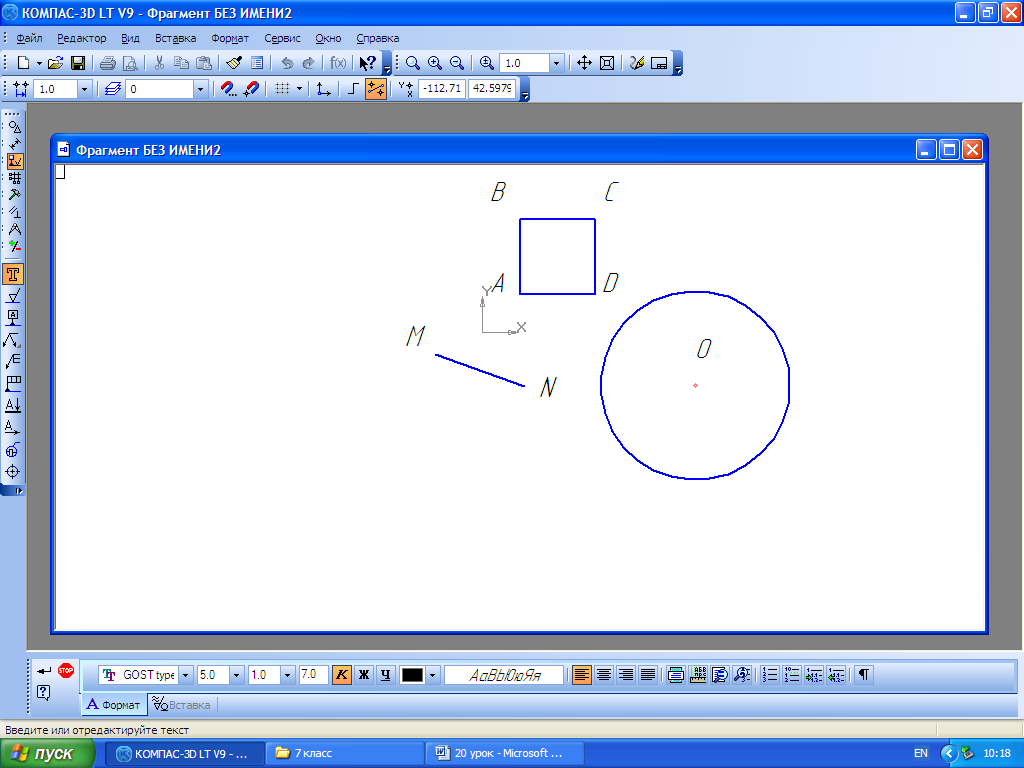 КОМПАС-3D LT V9 - Фрагмент БЕЗ ИМЕНИ2
Файл Редактор Вид Вставка Формат Сервис Окно Справка
f(x) 1.0
1.0 0 -112.71 42.5979
Фрагмент БЕЗ ИМЕНИ2
B C
A D
Y
X
M
O
N
STOP GOST type 5.0 1.0 7.0 К Ж Ч АаВЬЮюЯя
Формат Вставка
Введите или отредактируйте текст
пуск КОМПАС-3D LT V9 - ... 7 класс 20 урок - Microsoft ... EN 10:18